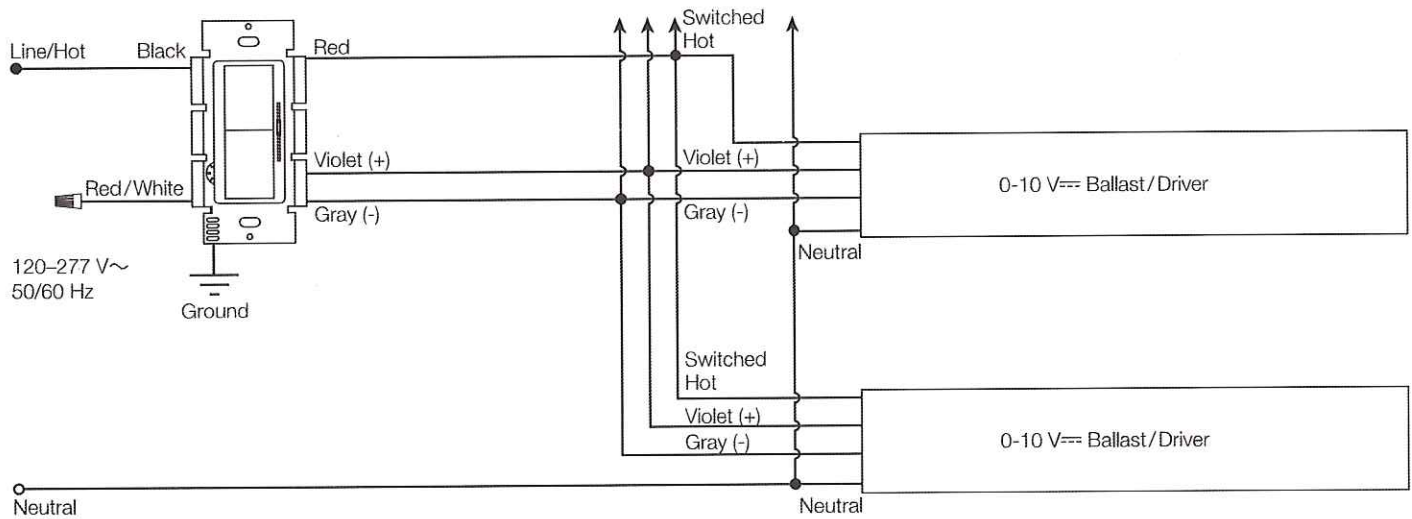 Line/Hot
Black
Red
Switched
Hot
Violet (+)
Violet (+)
Red/White
Gray (-)
Gray (-)
0-10 V⎓ Ballast/Driver
Neutral
120–277 V~
50/60 Hz
Ground
Switched
Hot
Violet (+)
Gray (-)
0-10 V⎓ Ballast/Driver
Neutral
Neutral